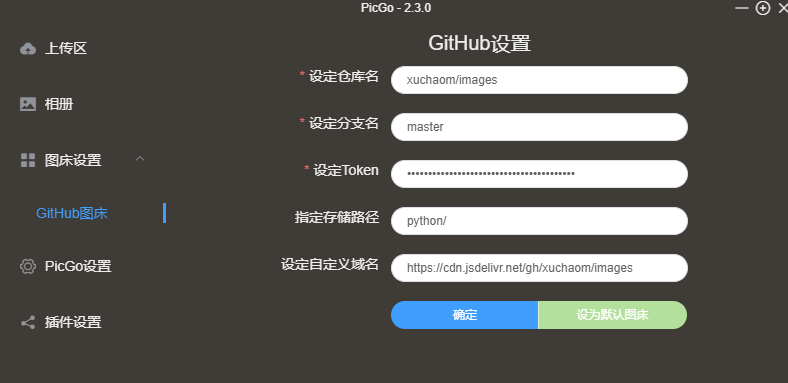 PicGo - 2.3.0
上传区
相册
图床设置
GitHub图床
PicGo设置
插件设置
GitHub设置
* 设定仓库名 xuchaom/images
* 设定分支名 master
* 设定Token ••••••••••••••••••••••••••••••••••••••••
指定存储路径 python/
设定自定义域名 https://cdn.jsdelivr.net/gh/xuchaom/images
确定 设为默认图床